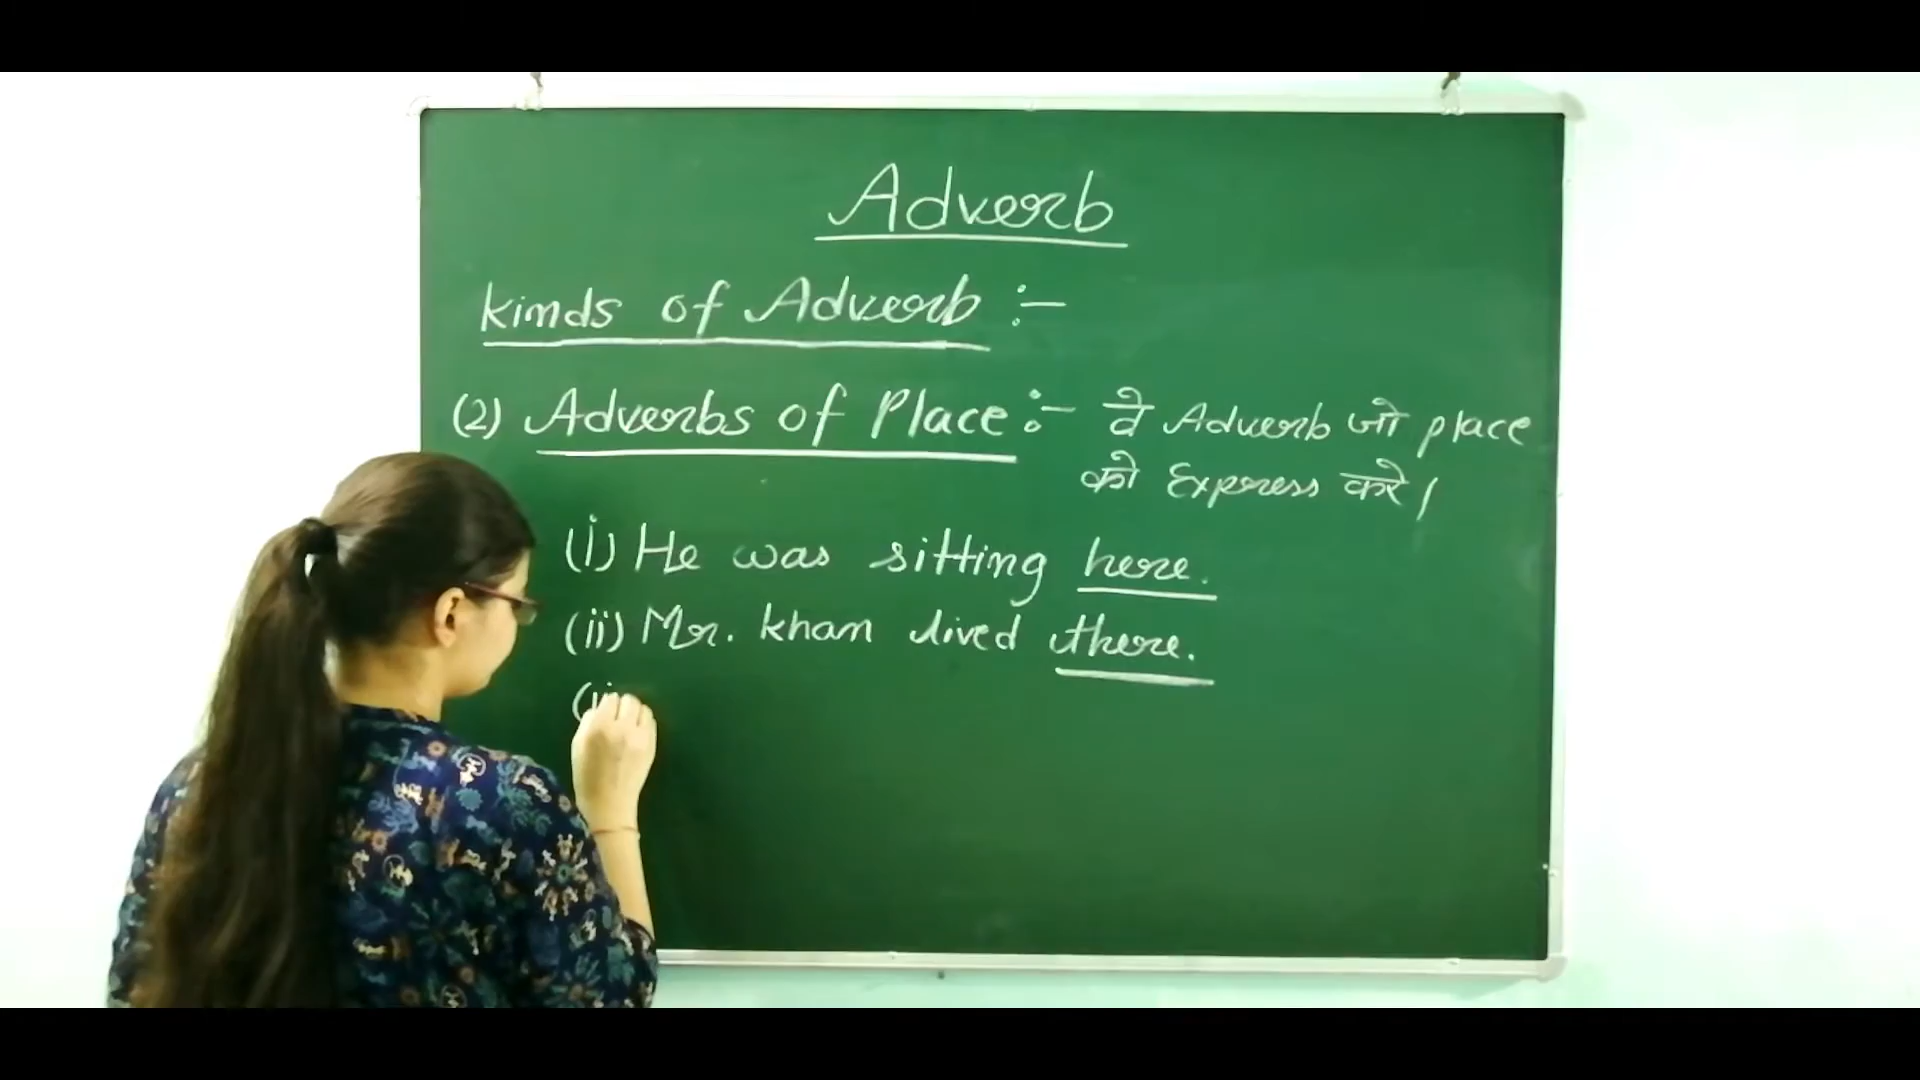 Adverb
Kinds of Adverb :-
(2) Adverbs of Place :- वे Adverb जो place
को Express करे।
(i) He was sitting here.
(ii) Mr. Khan lived there.